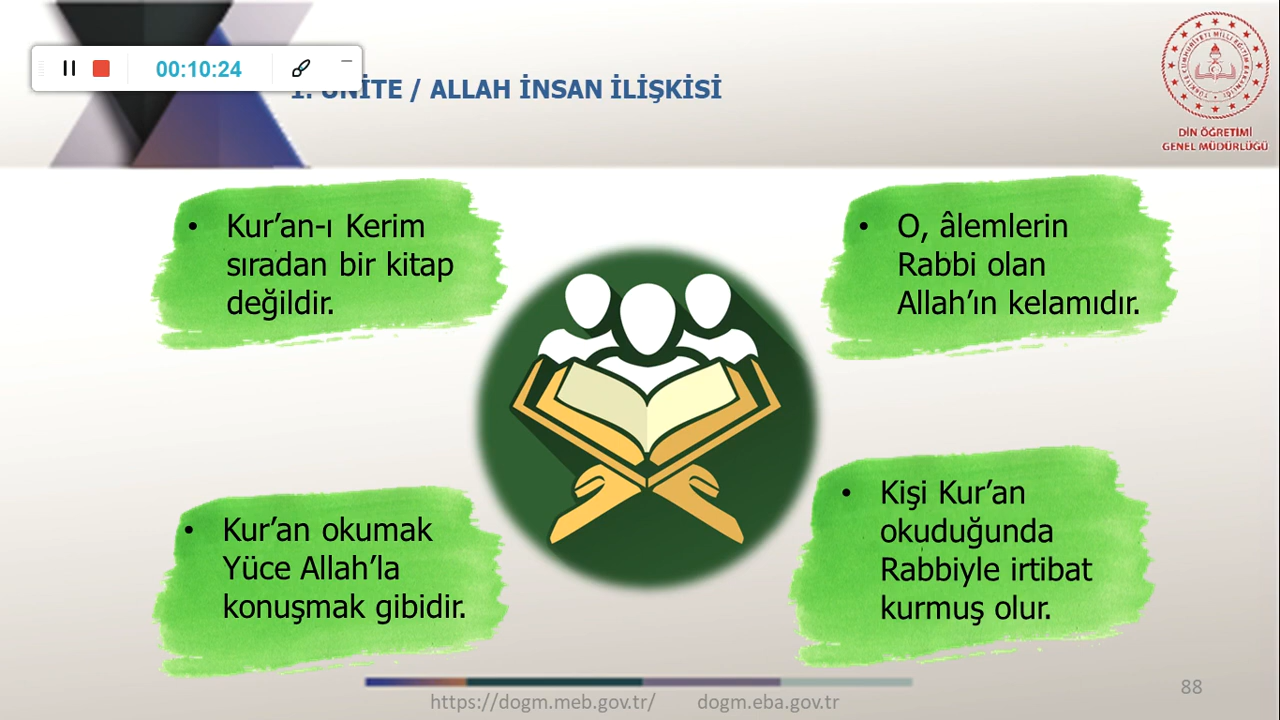 00:10:24
1. ÜNİTE / ALLAH İNSAN İLİŞKİSİ
DİN ÖĞRETİMİ
GENEL MÜDÜRLÜĞÜ
• Kur’an-ı Kerim
sıradan bir kitap
değildir.
• O, âlemlerin
Rabbi olan
Allah’ın kelamıdır.
• Kur’an okumak
Yüce Allah’la
konuşmak gibidir.
• Kişi Kur’an
okuduğunda
Rabbiyle irtibat
kurmuş olur.
https://dogm.meb.gov.tr/ dogm.eba.gov.tr
88